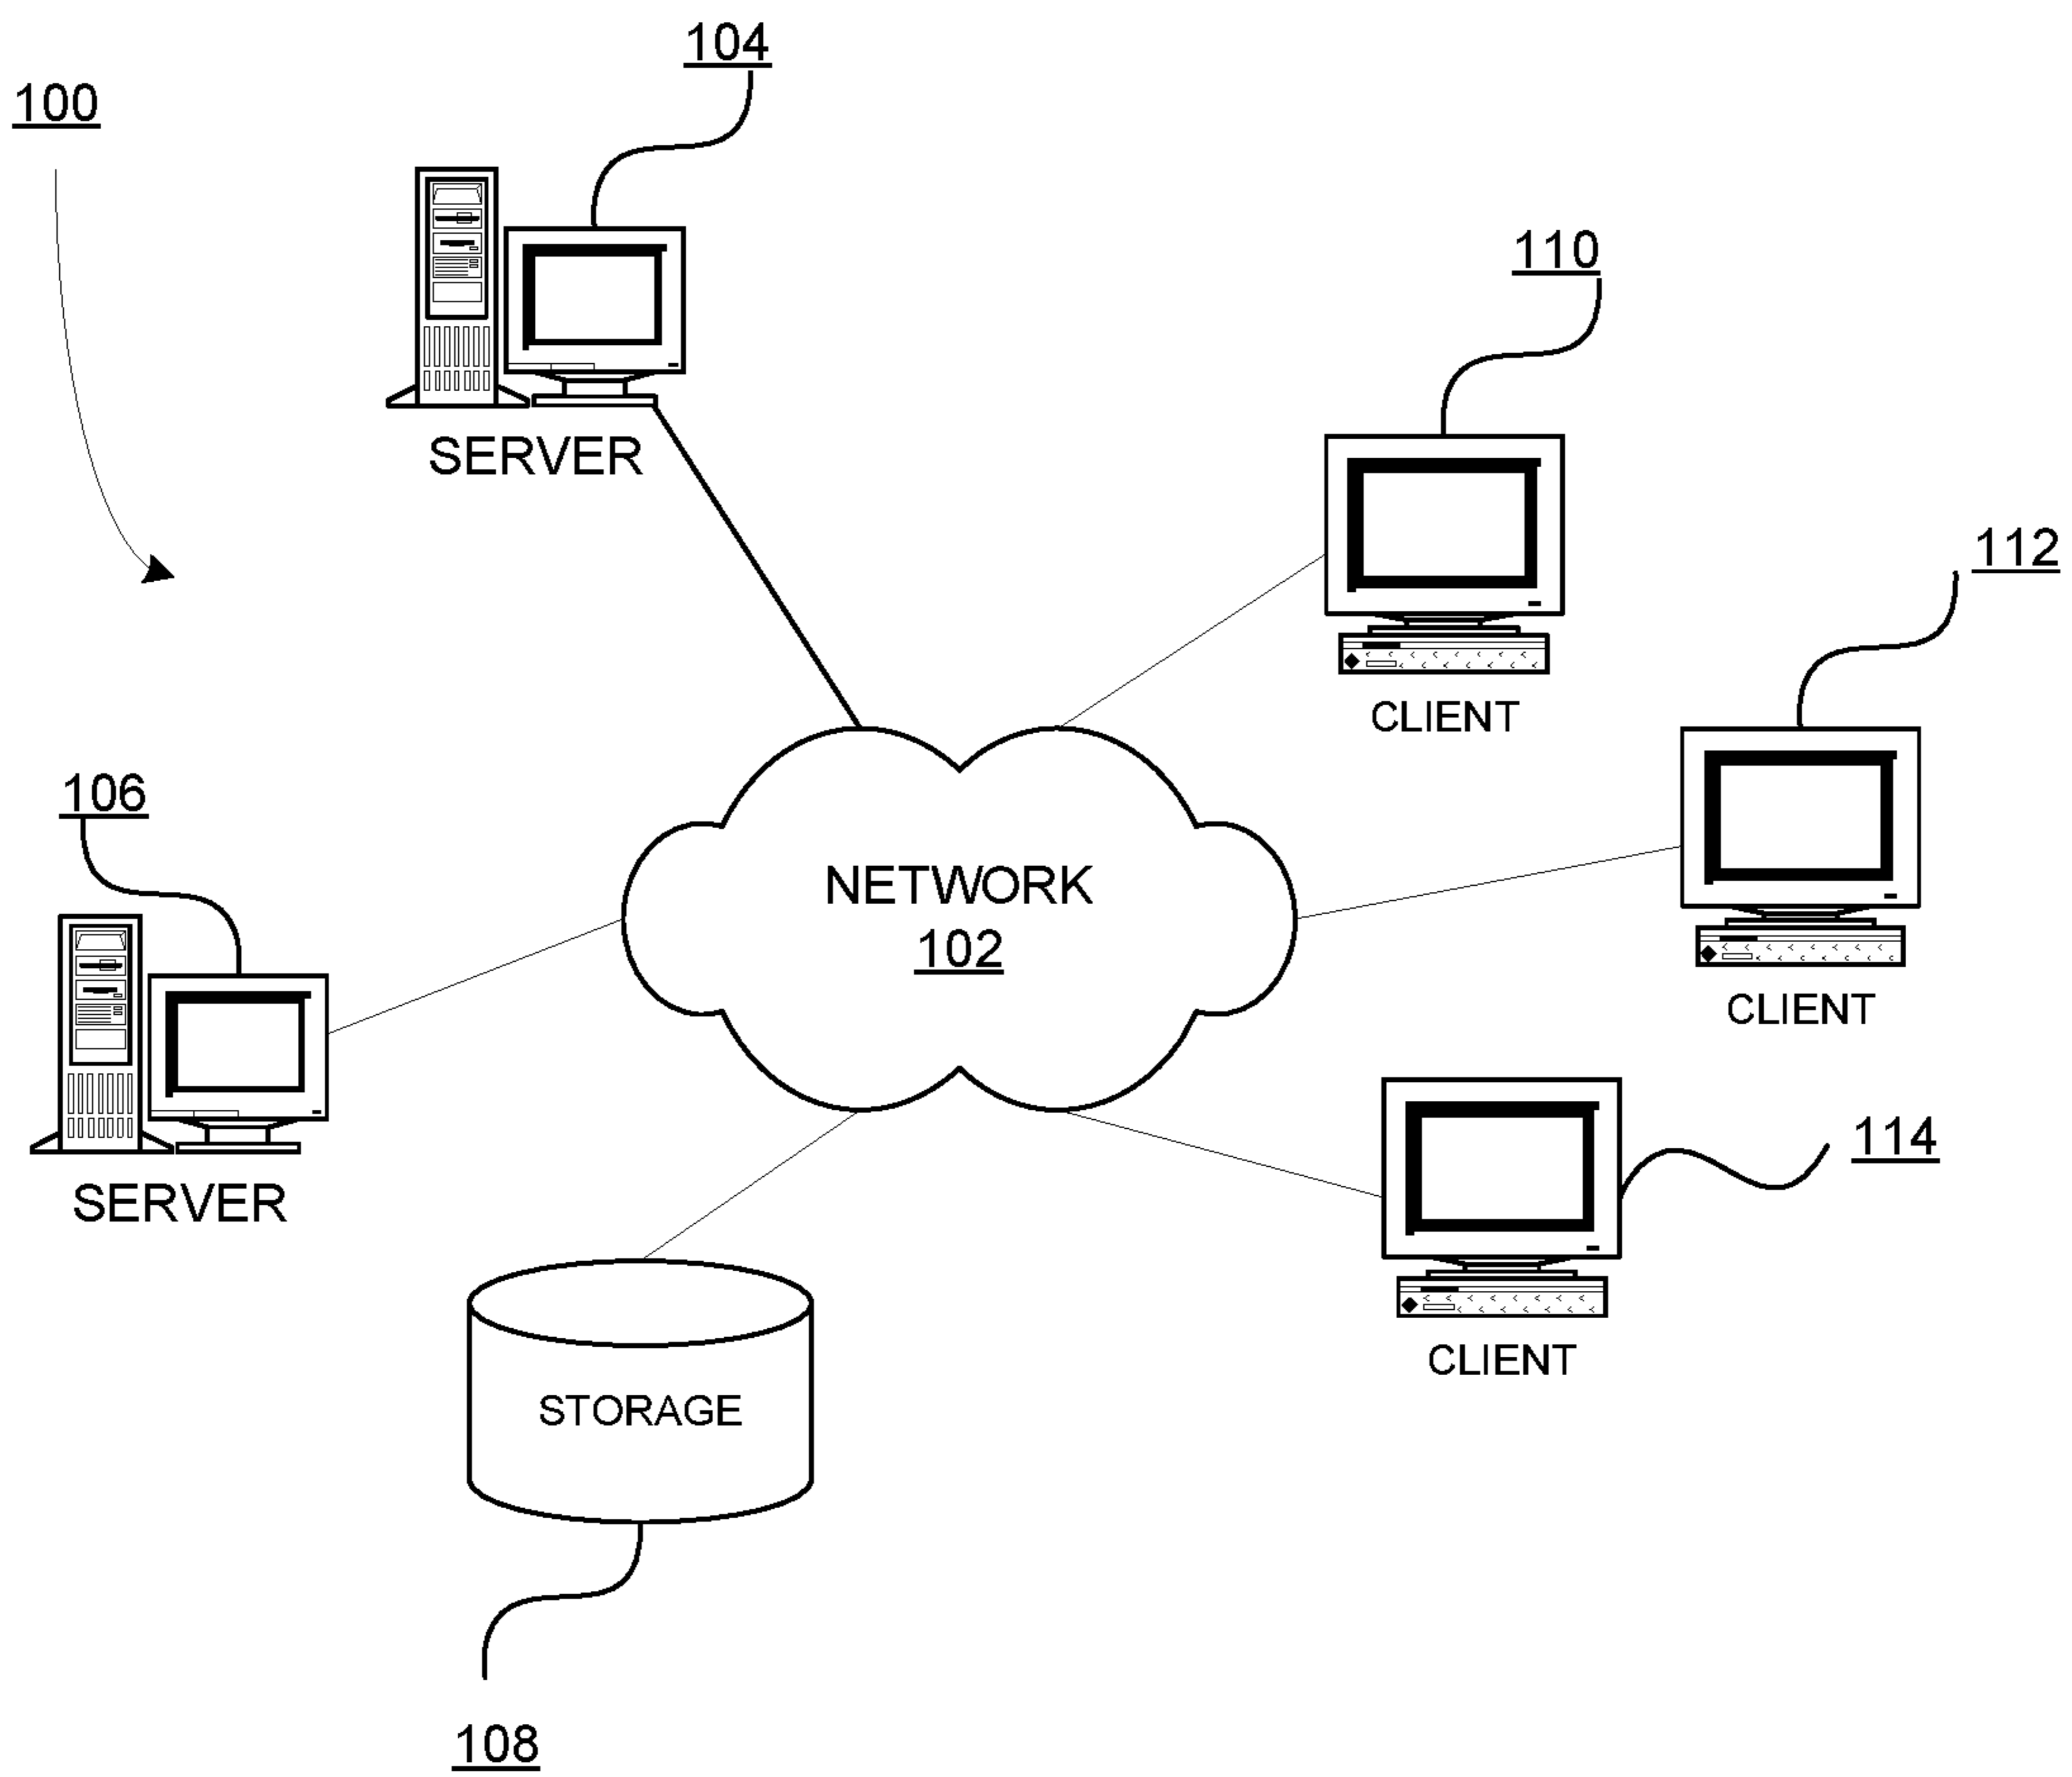 104
100
110
SERVER
112
CLIENT
106
NETWORK
102
CLIENT
114
SERVER
CLIENT
STORAGE
108